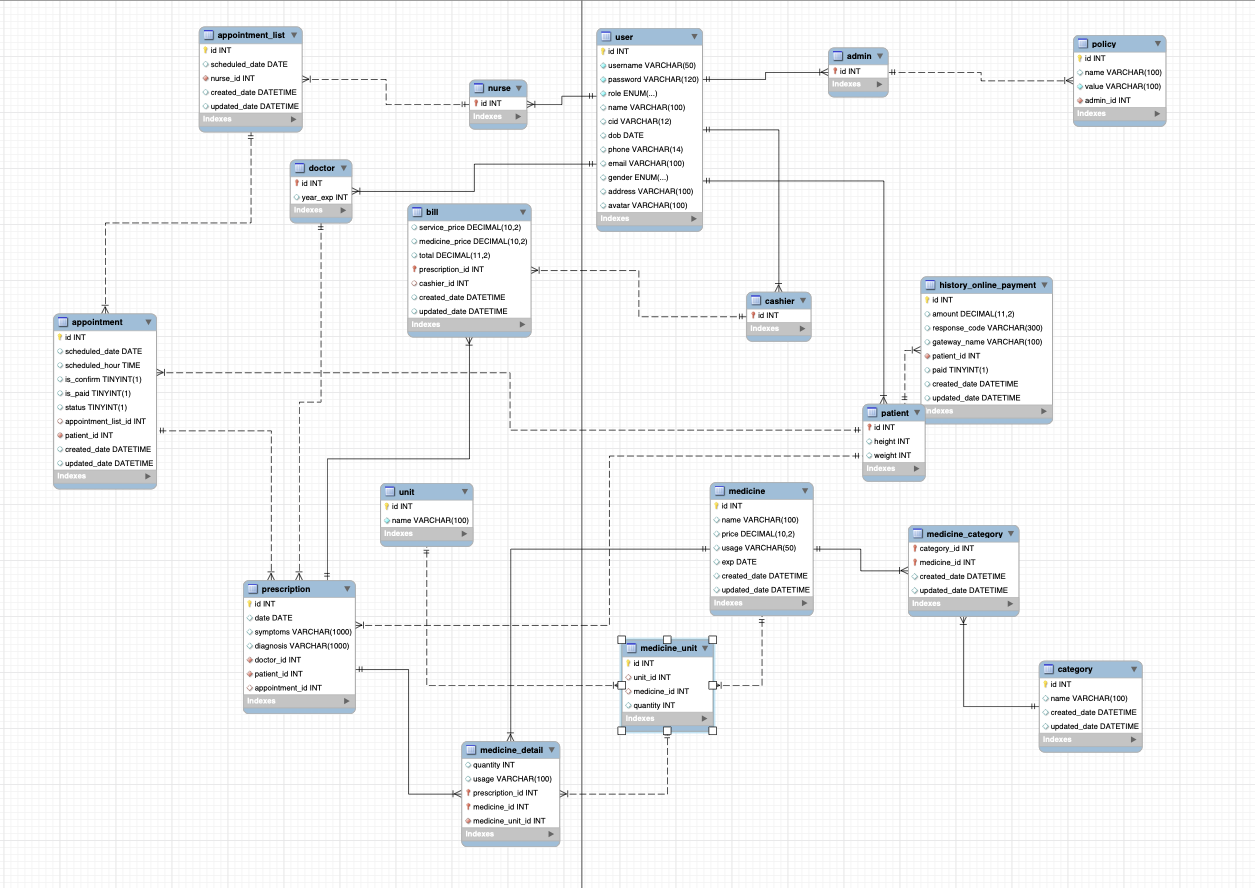 appointment_list
id INT
scheduled_date DATE
nurse_id INT
created_date DATETIME
updated_date DATETIME
Indexes
nurse
id INT
Indexes
user
id INT
username VARCHAR(50)
password VARCHAR(120)
role ENUM(...)
name VARCHAR(100)
cid VARCHAR(12)
dob DATE
phone VARCHAR(14)
email VARCHAR(100)
gender ENUM(...)
address VARCHAR(100)
avatar VARCHAR(100)
Indexes
admin
id INT
Indexes
policy
id INT
name VARCHAR(100)
value VARCHAR(100)
admin_id INT
Indexes
doctor
id INT
year_exp INT
Indexes
bill
service_price DECIMAL(10,2)
medicine_price DECIMAL(10,2)
total DECIMAL(11,2)
prescription_id INT
cashier_id INT
created_date DATETIME
updated_date DATETIME
Indexes
cashier
id INT
Indexes
history_online_payment
id INT
amount DECIMAL(11,2)
response_code VARCHAR(300)
gateway_name VARCHAR(100)
patient_id INT
paid TINYINT(1)
created_date DATETIME
updated_date DATETIME
Indexes
appointment
id INT
scheduled_date DATE
scheduled_hour TIME
is_confirm TINYINT(1)
is_paid TINYINT(1)
status TINYINT(1)
appointment_list_id INT
patient_id INT
created_date DATETIME
updated_date DATETIME
Indexes
patient
id INT
height INT
weight INT
Indexes
unit
id INT
name VARCHAR(100)
Indexes
medicine
id INT
name VARCHAR(100)
price DECIMAL(10,2)
usage VARCHAR(50)
exp DATE
created_date DATETIME
updated_date DATETIME
Indexes
medicine_category
category_id INT
medicine_id INT
created_date DATETIME
updated_date DATETIME
Indexes
prescription
id INT
date DATE
symptoms VARCHAR(1000)
diagnosis VARCHAR(1000)
doctor_id INT
patient_id INT
appointment_id INT
Indexes
medicine_unit
id INT
unit_id INT
medicine_id INT
quantity INT
Indexes
category
id INT
name VARCHAR(100)
created_date DATETIME
updated_date DATETIME
Indexes
medicine_detail
quantity INT
usage VARCHAR(100)
prescription_id INT
medicine_id INT
medicine_unit_id INT
Indexes